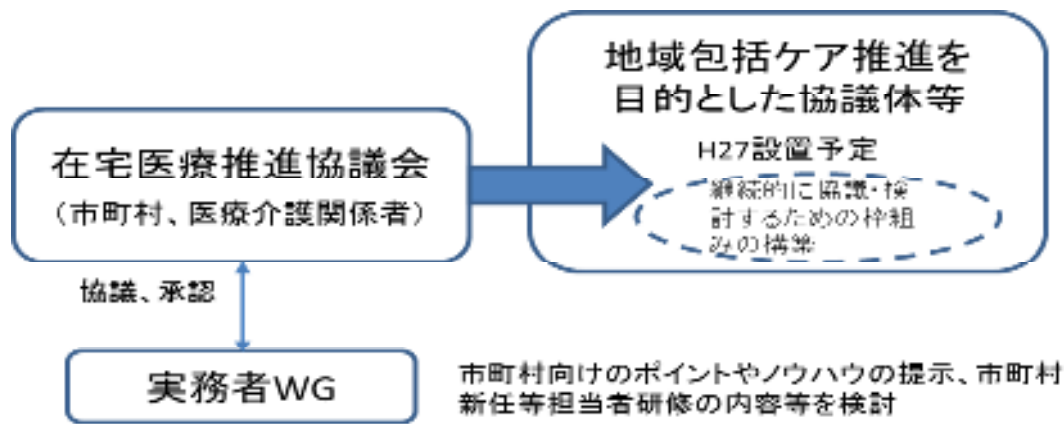 地域包括ケア推進を
目的とした協議体等
H27設置予定
継続的に協議・検
討するための枠組
みの構築
在宅医療推進協議会
（市町村、医療介護関係者）
協議、承認
実務者WG
市町村向けのポイントやノウハウの提示、市町村
新任等担当者研修の内容等を検討